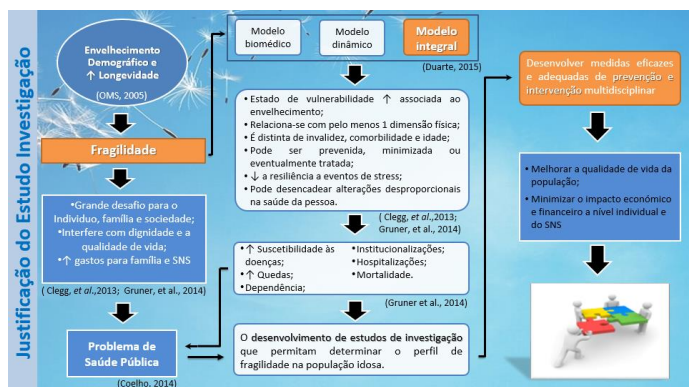 Justificação do Estudo Investigação
Envelhecimento
Demográfico e
↑ Longevidade
(OMS, 2005)
Fragilidade
•Grande desafio para o
Individuo, família e sociedade;
•Interfere com dignidade e a
qualidade de vida;
•↑ gastos para família e SNS
( Clegg, et al.,2013; Gruner, et al., 2014)
Problema de
Saúde Pública
(Coelho, 2014)
Modelo
biomédico
Modelo
dinâmico
Modelo
integral
(Duarte, 2015)
• Estado de vulnerabilidade ↑ associada ao
envelhecimento;
•Relaciona-se com pelo menos 1 dimensão física;
•É distinta de invalidez, comorbilidade e idade;
•Pode ser prevenida, minimizada ou
eventualmente tratada;
•↓ a resiliência a eventos de stress;
•Pode desencadear alterações desproporcionais
na saúde da pessoa.
( Clegg, et al.,2013;
Gruner, et al., 2014)
•↑ Suscetibilidade às
doenças;
•↑ Quedas;
•Dependência;
•Institucionalizações;
•Hospitalizações;
•Mortalidade.
(Gruner et al., 2014)
O desenvolvimento de estudos de investigação
que permitam determinar o perfil de
fragilidade na população idosa.
Desenvolver medidas eficazes
e adequadas de prevenção e
intervenção multidisciplinar
• Melhorar a qualidade de vida da
população;
• Minimizar o impacto económico
e financeiro a nível individual e
do SNS